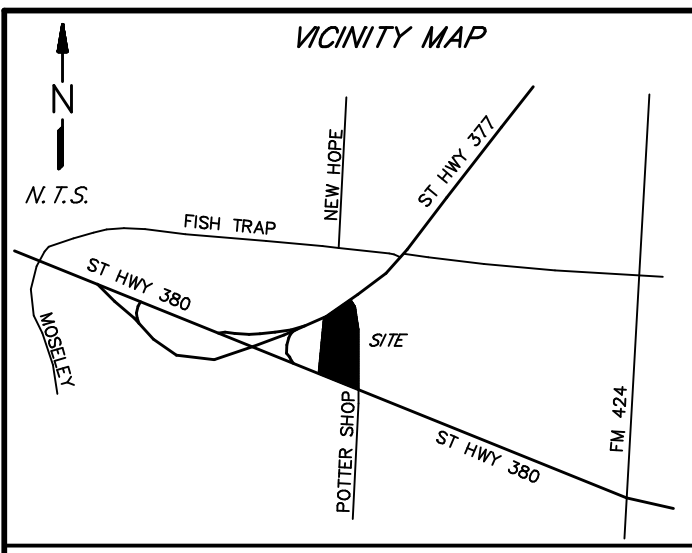 VICINITY MAP
N
N.T.S.
NEW HOPE
ST HWY 377
FISH TRAP
ST HWY 380
MOSELEY
SITE
POTTER SHOP
ST HWY 380
FM 424